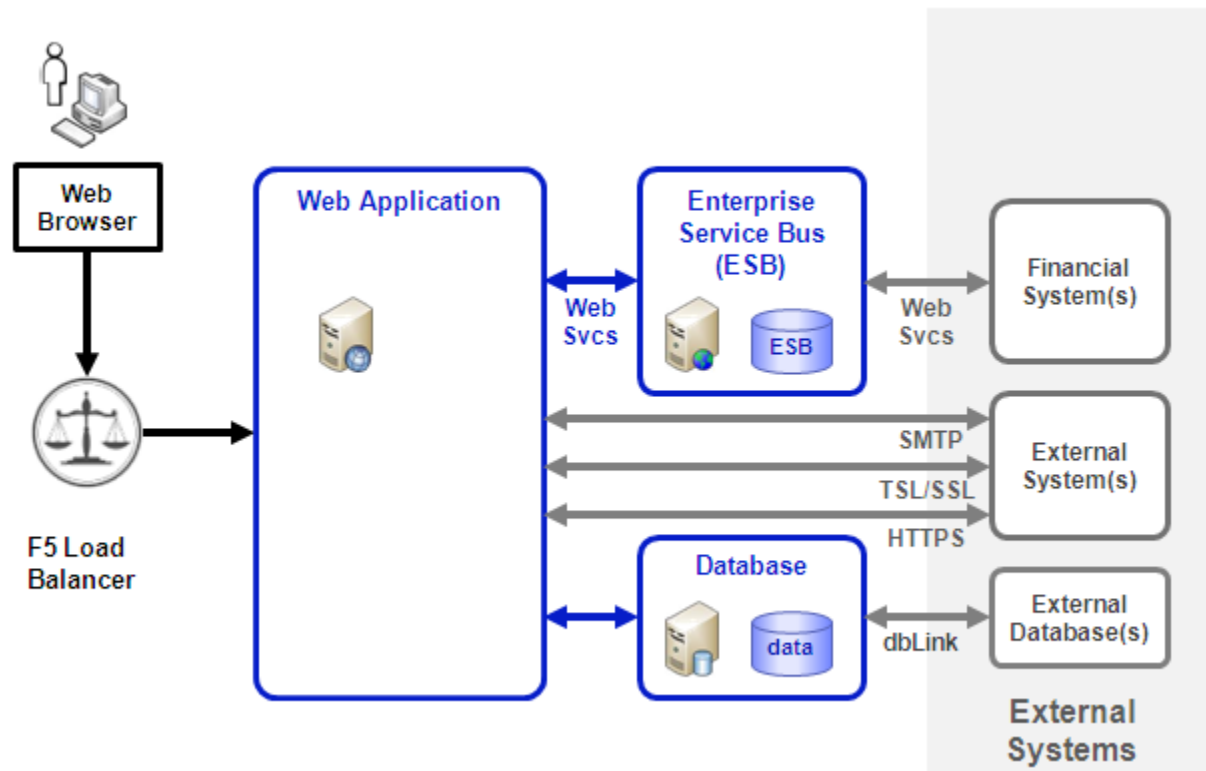 Web
Browser
F5 Load
Balancer
Web Application
Web
Svcs
Enterprise
Service Bus
(ESB)
ESB
Web
Svcs
Financial
System(s)
SMTP
TSL/SSL
HTTPS
External
System(s)
Database
data
dbLink
External
Database(s)
External
Systems